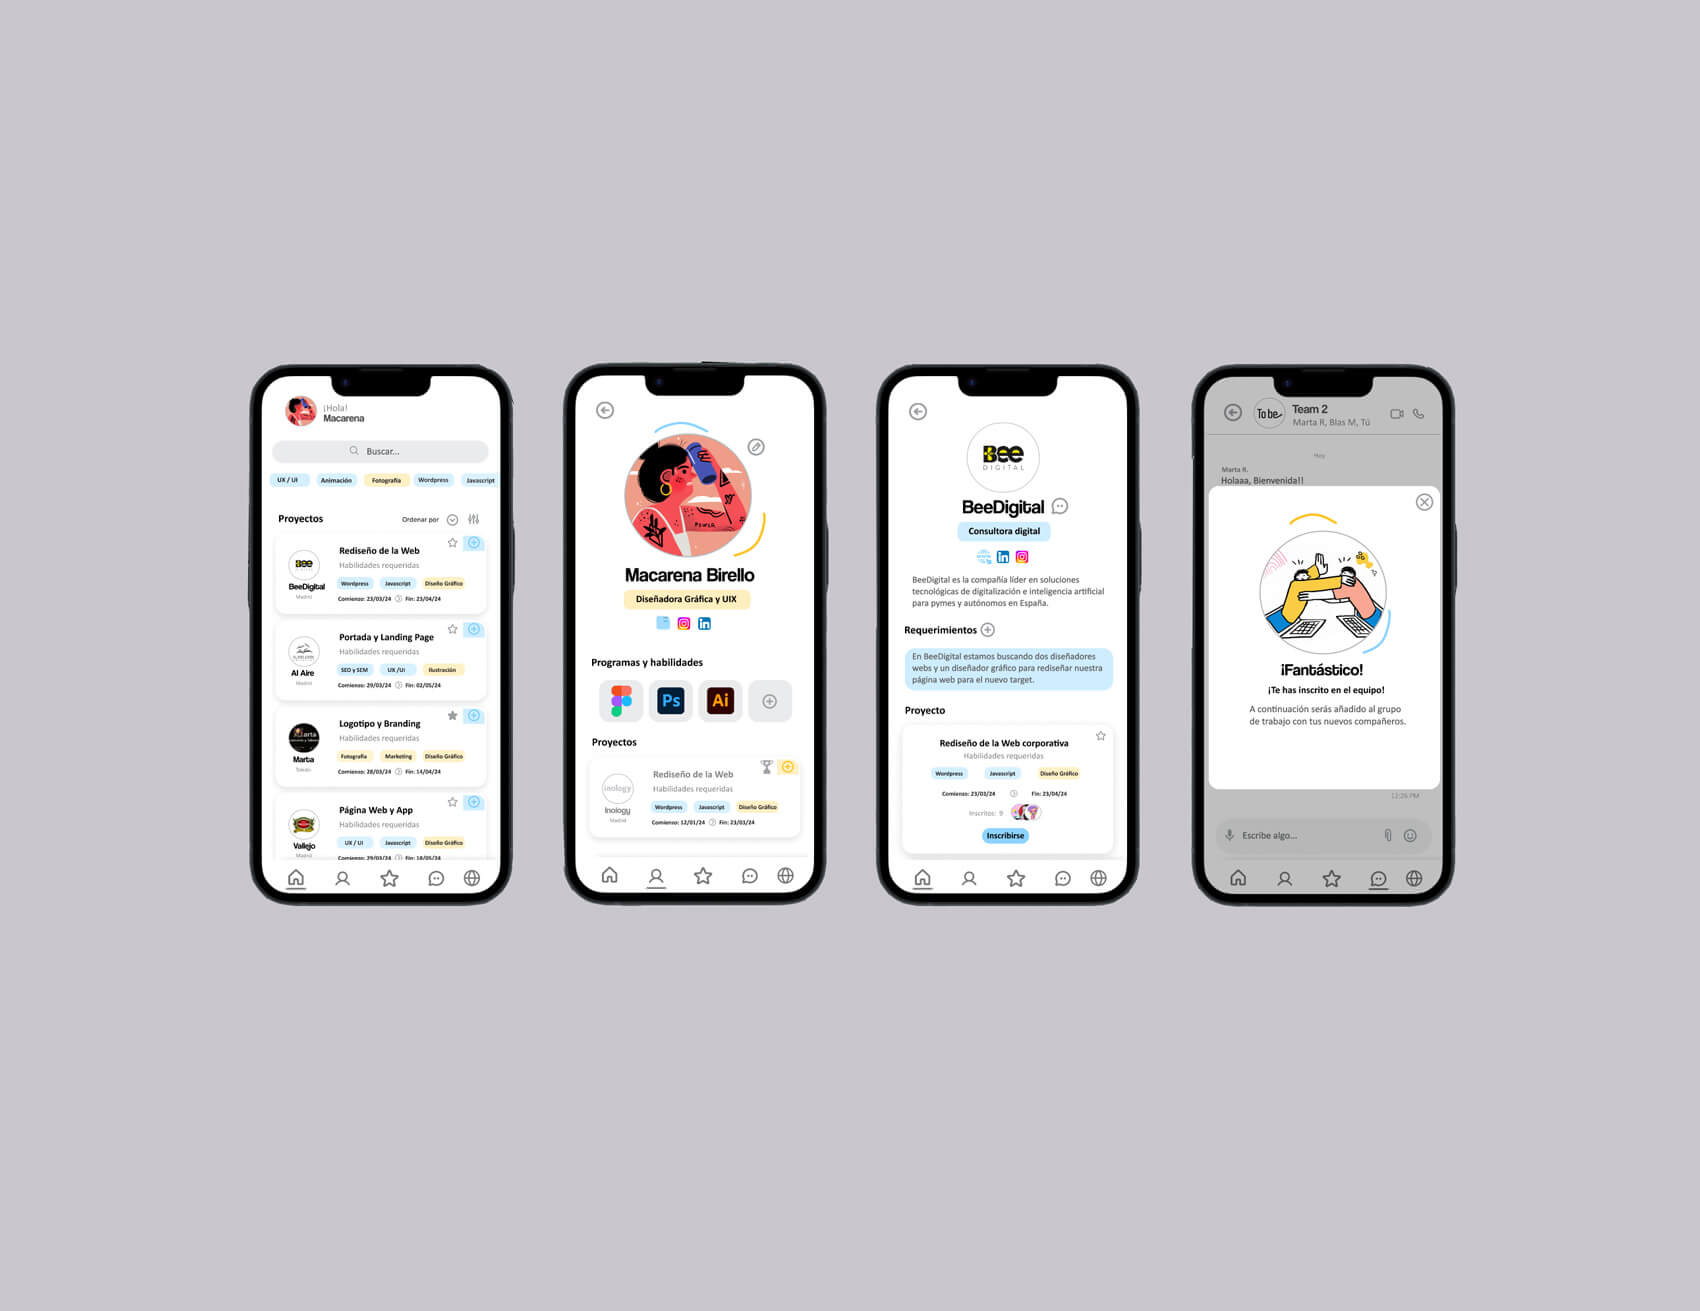 ¡Hola!
Macarena
Buscar...
UX / UI
Animación
Fotografía
Wordpress
Javascript
Proyectos
Ordenar por
Rediseño de la Web
Habilidades requeridas
Bee
BeeDigital
Madrid
Wordpress
Javascript
Diseño Gráfico
Comienzo: 23/03/24
Fin: 23/04/24
Portada y Landing Page
Habilidades requeridas
Al Aire
Madrid
SEO y SEM
UX /UI
Ilustración
Comienzo: 29/03/24
Fin: 02/05/24
Logotipo y Branding
Habilidades requeridas
Marta
Fotografía
Marketing
Diseño Gráfico
Comienzo: 28/03/24
Fin: 14/04/24
Página Web y App
Habilidades requeridas
Vallejo
Madrid
UX / UI
Javascript
Diseño Gráfico
Comienzo: 29/03/24
Fin: 18/05/24
POWER
Macarena Birello
Diseñadora Gráfica y UIX
in
Programas y habilidades
Ps
Ai
Proyectos
Rediseño de la Web
Habilidades requeridas
inology
Inology
Madrid
Wordpress
Javascript
Diseño Gráfico
Comienzo: 12/01/24
Fin: 23/03/24
Bee
DIGITAL
BeeDigital
Consultora digital
in
BeeDigital es la compañía líder en soluciones
tecnológicas de digitalización e inteligencia artificial
para pymes y autónomos en España.
Requerimientos
En BeeDigital estamos buscando dos diseñadores
webs y un diseñador gráfico para rediseñar nuestra
página web para el nuevo target.
Proyecto
Rediseño de la Web corporativa
Habilidades requeridas
Wordpress
Javascript
Diseño Gráfico
Comienzo: 23/03/24
Fin: 23/04/24
Inscritos: 9
Inscribirse
To be
Team 2
Marta R, Blas M, Tú
Hoy
Marta R.
Holaaa, Bienvenida!!
¡Fantástico!
¡Te has inscrito en el equipo!
A continuación serás añadido al grupo
de trabajo con tus nuevos compañeros.
12:26 PM
Escribe algo...